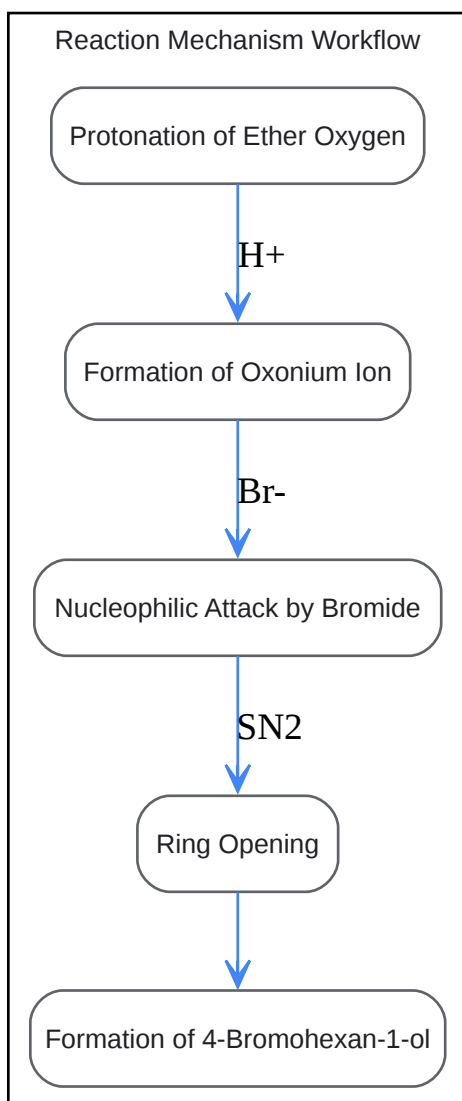 Reaction Mechanism Workflow
Protonation of Ether Oxygen
H+
Formation of Oxonium Ion
Br-
Nucleophilic Attack by Bromide
SN2
Ring Opening
Formation of 4-Bromohexan-1-ol